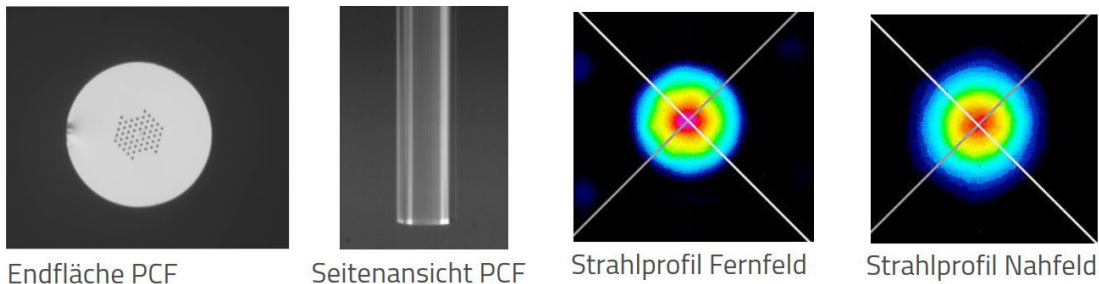 Endfläche PCF
Seitenansicht PCF
Strahlprofil Fernfeld
Strahlprofil Nahfeld